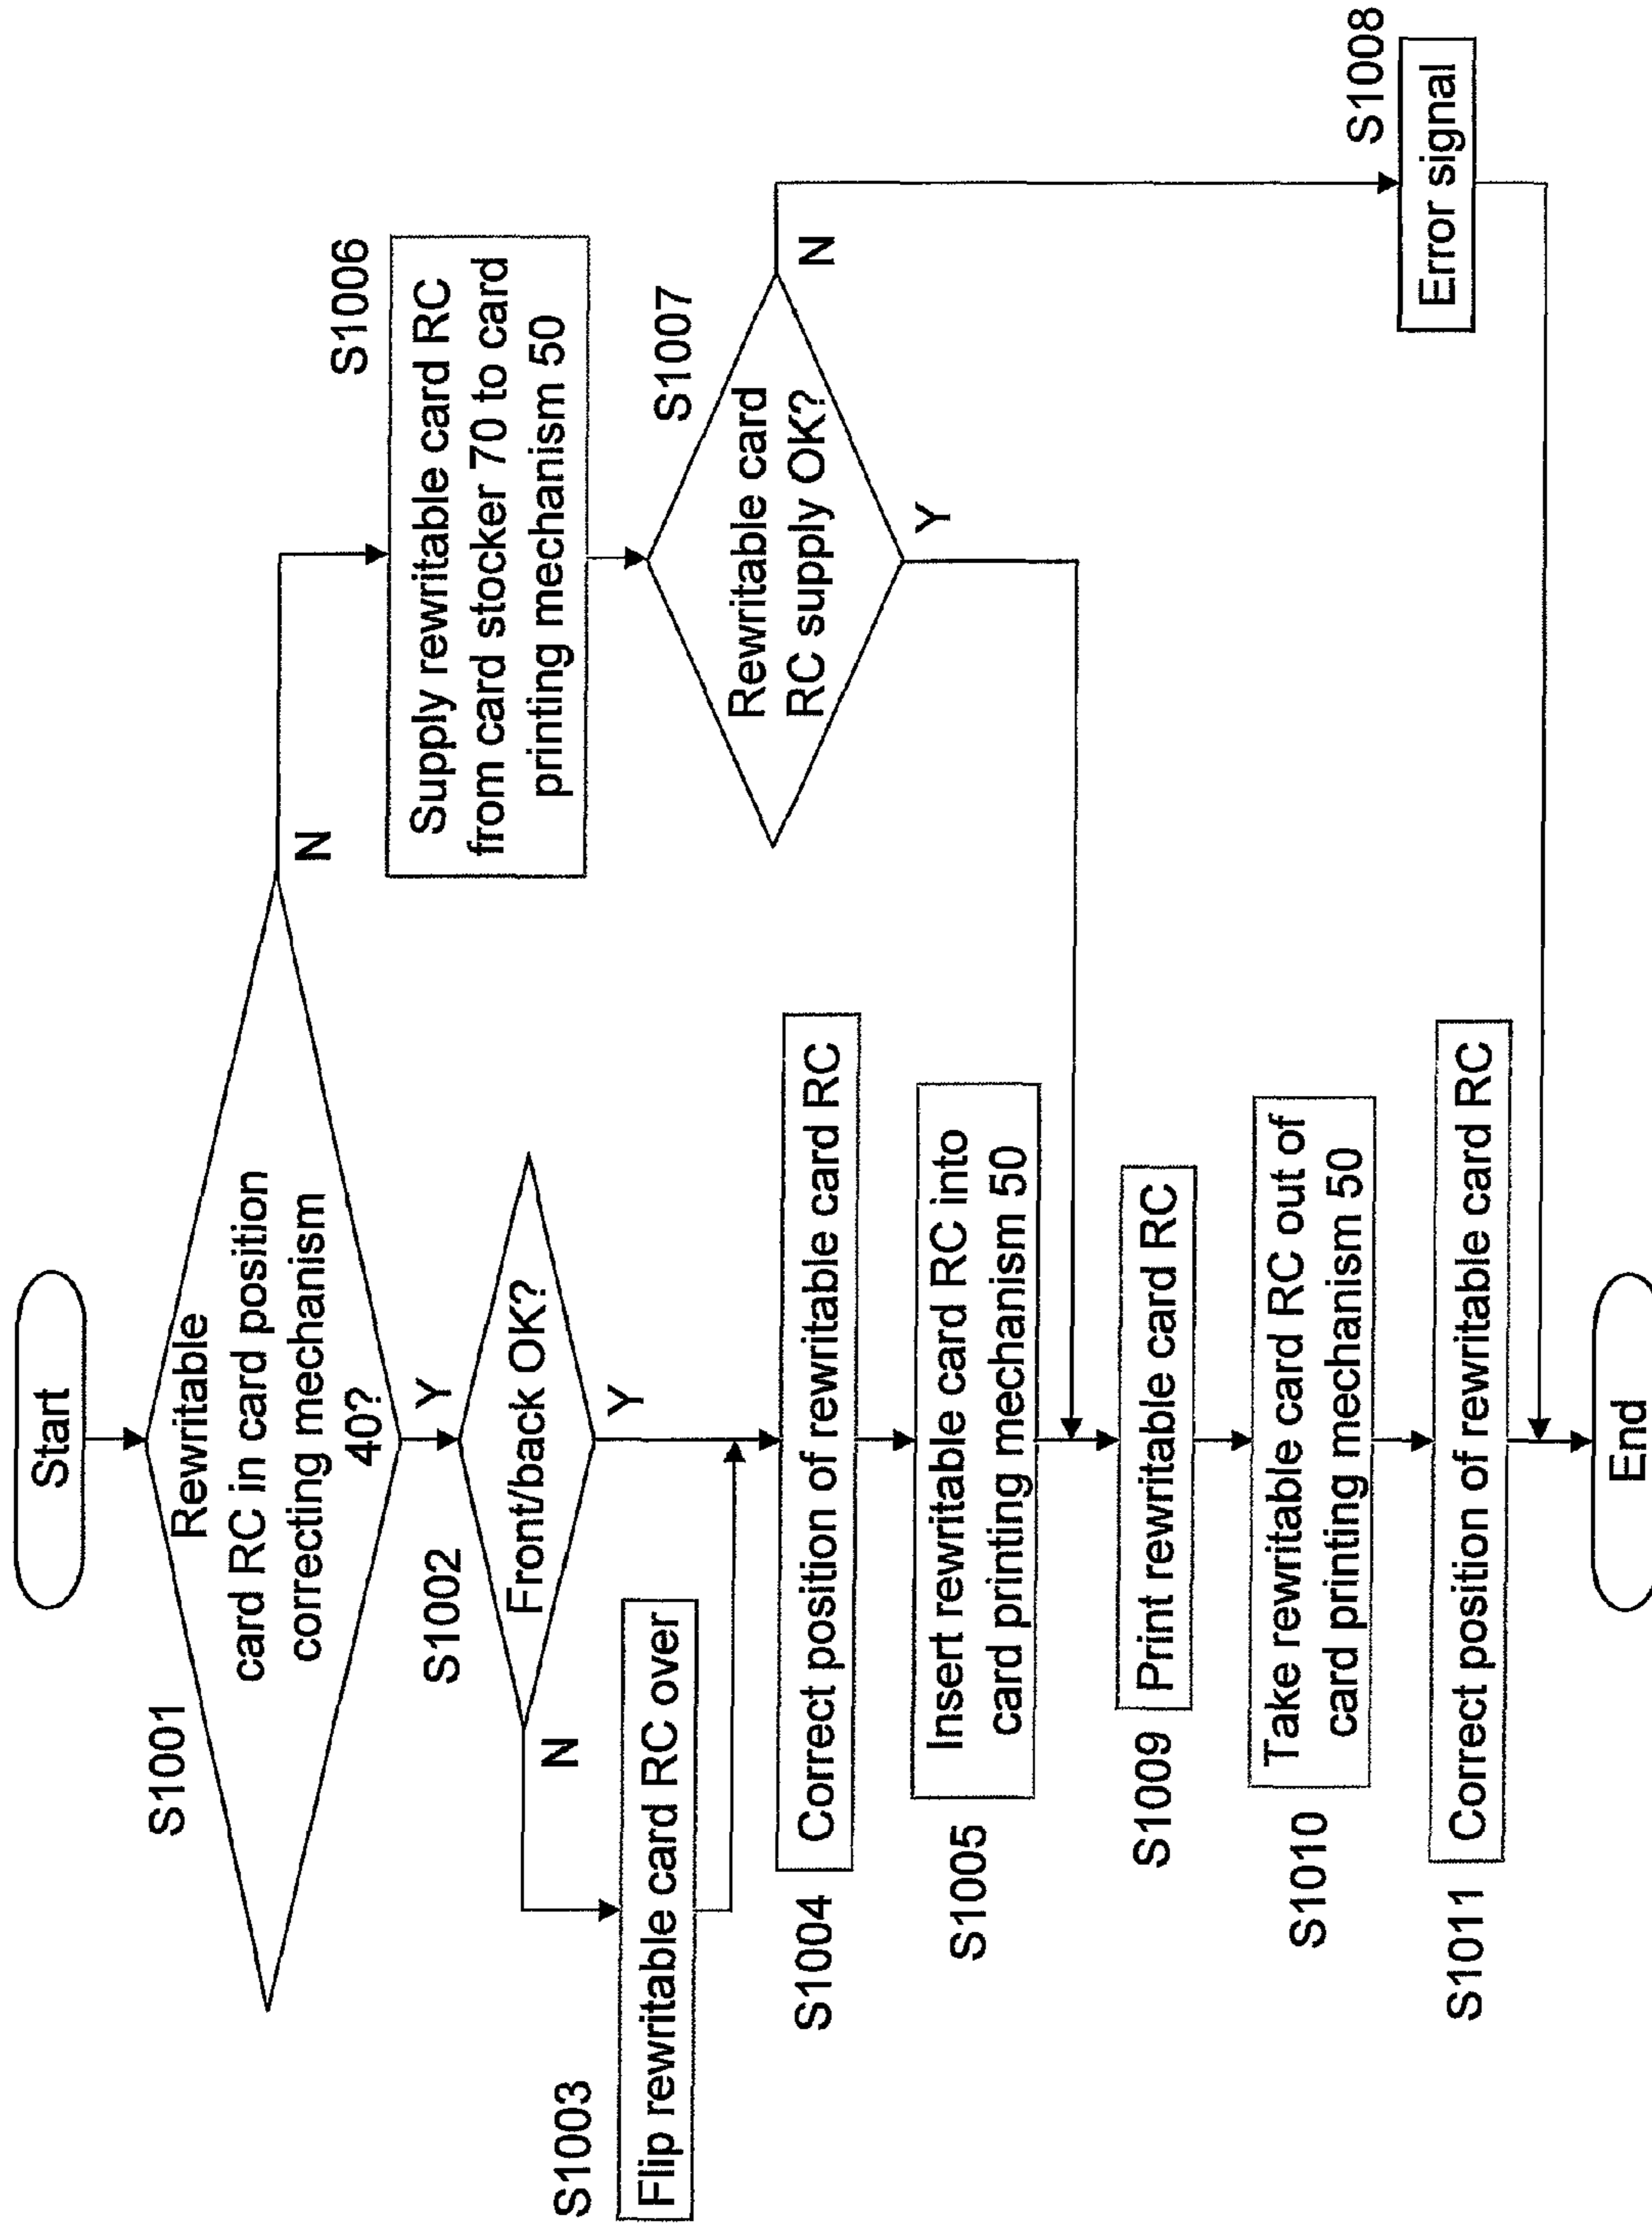 Start
S1001
Rewritable
card RC in card position
correcting mechanism
40?
N
Y
S1002
Front/back OK?
N
Y
S1003
Flip rewritable card RC over
S1004
Correct position of rewritable card RC
S1005
Insert rewritable card RC into
card printing mechanism 50
S1006
Supply rewritable card RC
from card stocker 70 to card
printing mechanism 50
S1007
Rewritable card
RC supply OK?
N
Y
S1008
Error signal
S1009
Print rewritable card RC
S1010
Take rewritable card RC out of
card printing mechanism 50
S1011
Correct position of rewritable card RC
End